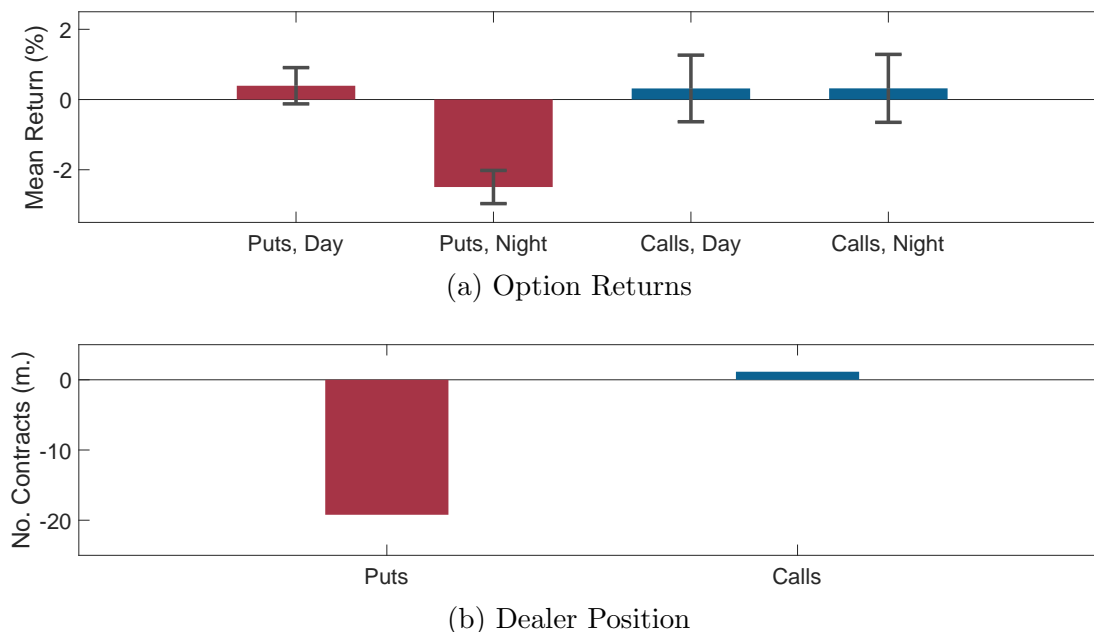 Mean Return (%)
2
0
-2
Puts, Day
Puts, Night
Calls, Day
Calls, Night
(a) Option Returns
No. Contracts (m.)
0
-10
-20
Puts
Calls
(b) Dealer Position